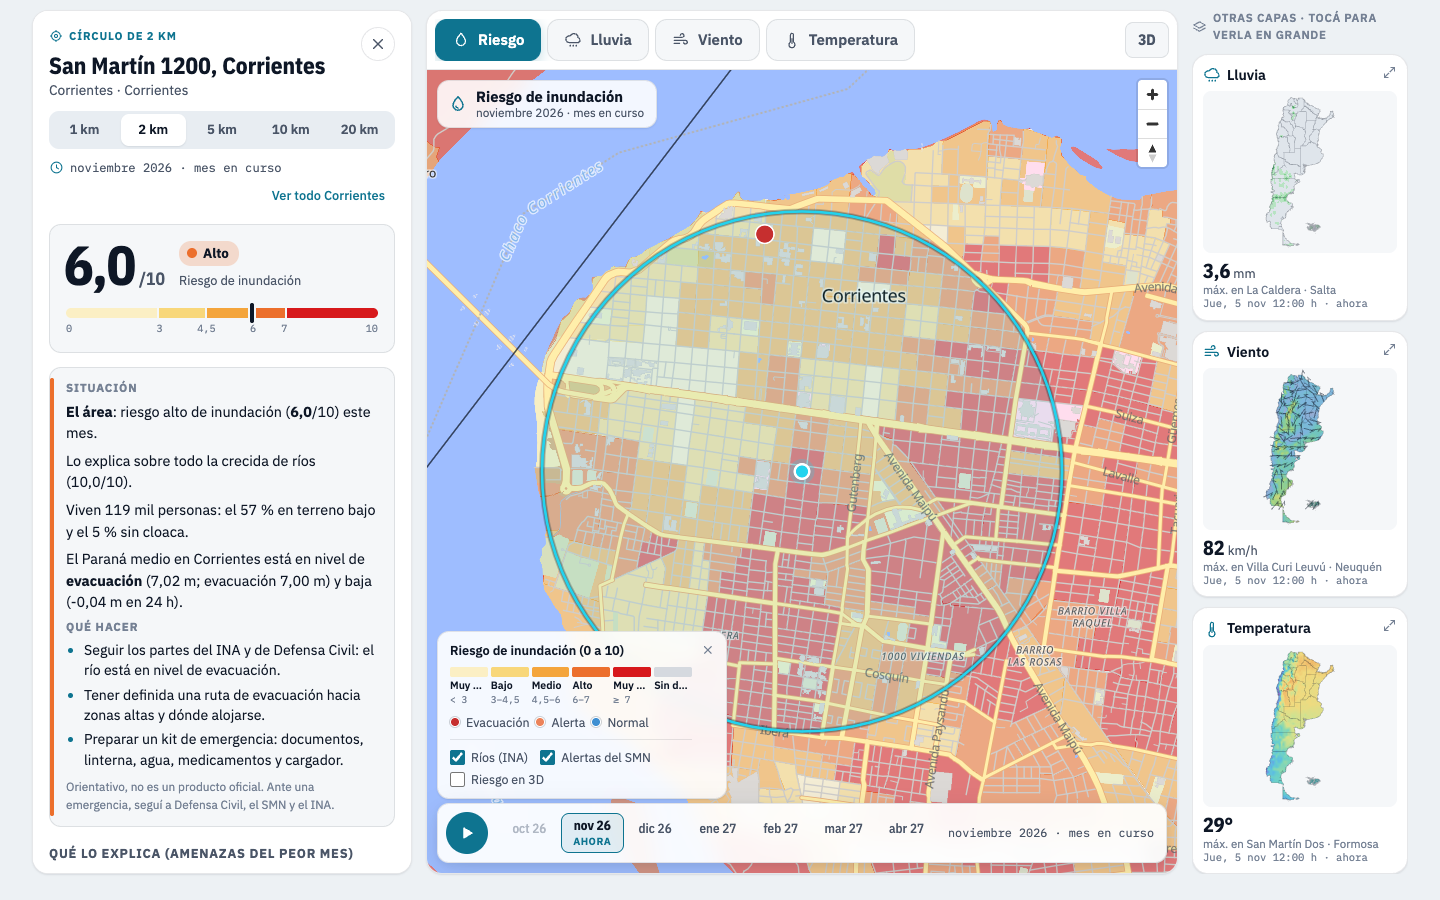 CÍRCULO DE 2 KM
San Martín 1200, Corrientes
Corrientes · Corrientes
1 km 2 km 5 km 10 km 20 km
noviembre 2026 · mes en curso
Ver todo Corrientes
6,0 /10
Alto
Riesgo de inundación
0 3 4,5 6 7 10
SITUACIÓN
El área: riesgo alto de inundación (6,0/10) este
mes.
Lo explica sobre todo la crecida de ríos
(10,0/10).
Viven 119 mil personas: el 57 % en terreno bajo
y el 5 % sin cloaca.
El Paraná medio en Corrientes está en nivel de
evacuación (7,02 m; evacuación 7,00 m) y baja
(-0,04 m en 24 h).
QUÉ HACER
• Seguir los partes del INA y de Defensa Civil: el
río está en nivel de evacuación.
• Tener definida una ruta de evacuación hacia
zonas altas y dónde alojarse.
• Preparar un kit de emergencia: documentos,
linterna, agua, medicamentos y cargador.
Orientativo, no es un producto oficial. Ante una
emergencia, seguí a Defensa Civil, el SMN y el INA.
QUÉ LO EXPLICA (AMENAZAS DEL PEOR MES)
Riesgo Lluvia Viento Temperatura 3D
Riesgo de inundación
noviembre 2026 · mes en curso
Chaco Corrientes
Corrientes
Avenida
Suiza
Güemes
Lavalle
Gutenberg
Avenida Maipú
BARRIO VILLA
RAQUEL
BARRIO
LAS ROSAS
1000 VIVIENDAS
Cosquín
Avenida Maipú
Avenida Paysandú
Ibera
Riesgo de inundación (0 a 10)
Muy ... Bajo Medio Alto Muy ... Sin d...
< 3 3–4,5 4,5–6 6–7 ≥ 7
Evacuación Alerta Normal
Ríos (INA) Alertas del SMN
Riesgo en 3D
oct 26 nov 26 dic 26 ene 27 feb 27 mar 27 abr 27
AHORA
noviembre 2026 · mes en curso
OTRAS CAPAS · TOCÁ PARA
VERLA EN GRANDE
Lluvia
3,6 mm
máx. en La Caldera · Salta
Jue, 5 nov 12:00 h · ahora
Viento
82 km/h
máx. en Villa Curi Leuvú · Neuquén
Jue, 5 nov 12:00 h · ahora
Temperatura
29°
máx. en San Martín Dos · Formosa
Jue, 5 nov 12:00 h · ahora